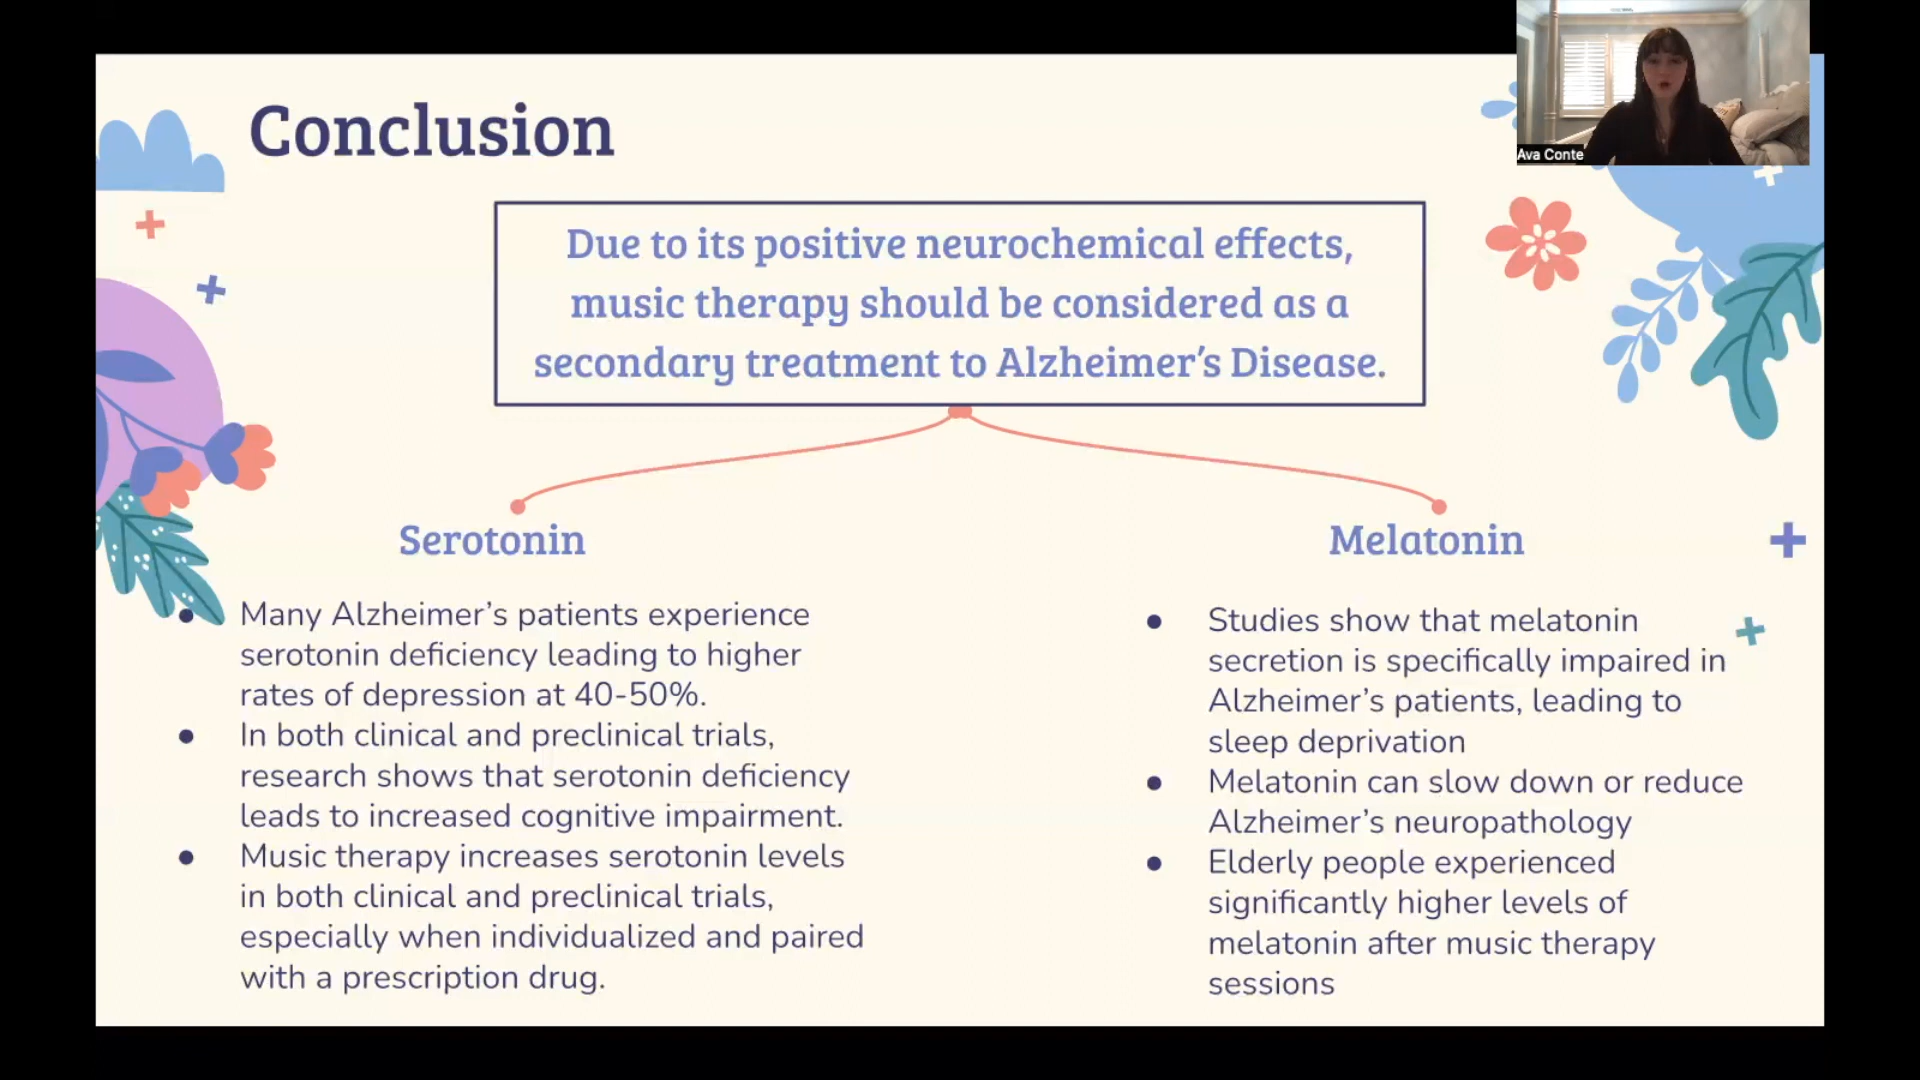 Conclusion
Ava Conte
Due to its positive neurochemical effects,
music therapy should be considered as a
secondary treatment to Alzheimer’s Disease.
Serotonin
● Many Alzheimer’s patients experience
serotonin deficiency leading to higher
rates of depression at 40-50%.
● In both clinical and preclinical trials,
research shows that serotonin deficiency
leads to increased cognitive impairment.
● Music therapy increases serotonin levels
in both clinical and preclinical trials,
especially when individualized and paired
with a prescription drug.
Melatonin
● Studies show that melatonin
secretion is specifically impaired in
Alzheimer’s patients, leading to
sleep deprivation
● Melatonin can slow down or reduce
Alzheimer’s neuropathology
● Elderly people experienced
significantly higher levels of
melatonin after music therapy
sessions